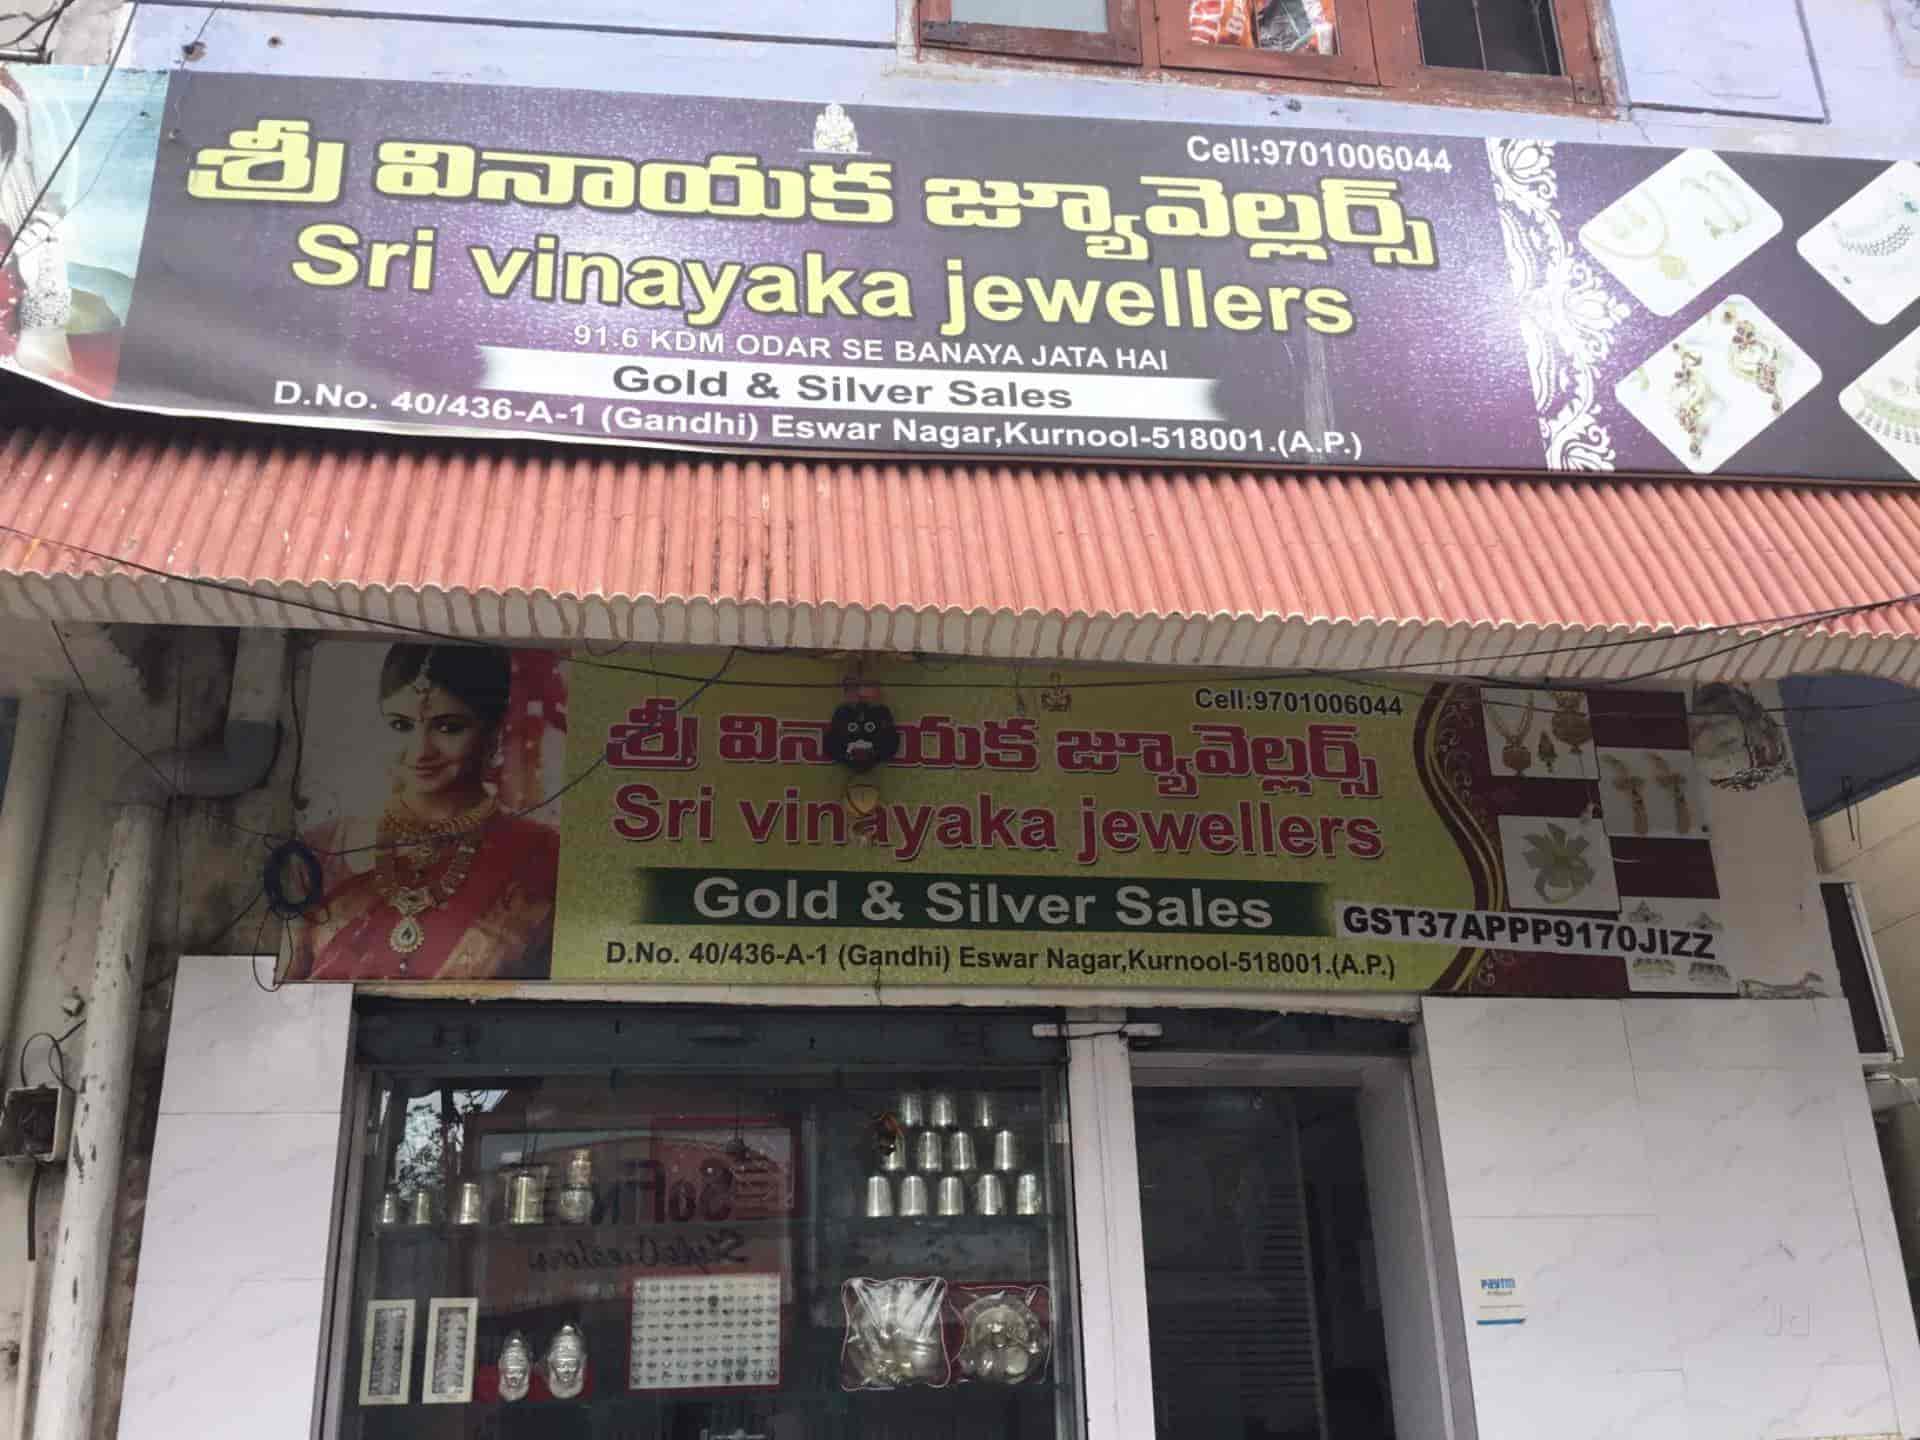 Cell:9701006044
శ్రీ వినాయక జ్యూవెల్లర్స్
Sri vinayaka jewellers
91.6 KDM ODAR SE BANAYA JATA HAI
Gold & Silver Sales
D.No. 40/436-A-1 (Gandhi) Eswar Nagar,Kurnool-518001.(A.P.)
Cell:9701006044
శ్రీ వినాయక జ్యూవెల్లర్స్
Sri vinayaka jewellers
Gold & Silver Sales
GST37APPP9170JIZZ
D.No. 40/436-A-1 (Gandhi) Eswar Nagar,Kurnool-518001.(A.P.)
Paytm